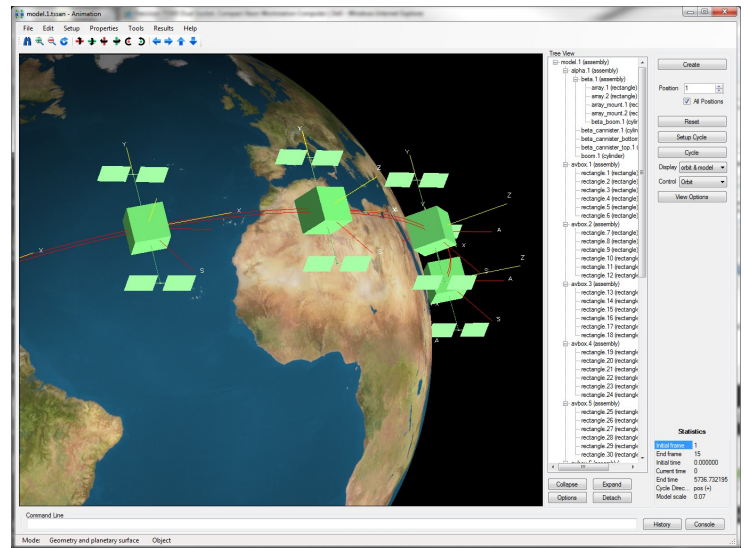 model.1.tssan - Animation
File Edit Setup Properties Tools Results Help
Tree View
model.1 (assembly)
alpha.1 (assembly)
beta.1 (assembly)
array.1 (rectangle)
array.2 (rectangle)
array_mount.1 (rec
array_mount.2 (rec
beta_boom.1 (cylin
beta_cannister.1 (cylin
beta_cannister_bottom
beta_cannister_top.1 (
boom.1 (cylinder)
avbox.1 (assembly)
rectangle.1 (rectangle)
rectangle.2 (rectangle)
rectangle.3 (rectangle)
rectangle.4 (rectangle)
rectangle.5 (rectangle)
rectangle.6 (rectangle)
avbox.2 (assembly)
rectangle.7 (rectangle)
rectangle.8 (rectangle)
rectangle.9 (rectangle)
rectangle.10 (rectangle
rectangle.11 (rectangle
rectangle.12 (rectangle
avbox.3 (assembly)
rectangle.13 (rectangle
rectangle.14 (rectangle
rectangle.15 (rectangle
rectangle.16 (rectangle
rectangle.17 (rectangle
rectangle.18 (rectangle
avbox.4 (assembly)
rectangle.19 (rectangle
rectangle.20 (rectangle
rectangle.21 (rectangle
rectangle.22 (rectangle
rectangle.23 (rectangle
rectangle.24 (rectangle
avbox.5 (assembly)
rectangle.25 (rectangle
rectangle.26 (rectangle
rectangle.27 (rectangle
rectangle.28 (rectangle
rectangle.29 (rectangle
rectangle.30 (rectangle
Collapse Expand
Options Detach
Create
Position 1
All Positions
Reset
Setup Cycle
Cycle
Display orbit & model
Control Orbit
View Options
Statistics
Initial frame 1
End frame 15
Initial time 0.000000
Current time 0
End time 5736.732195
Cycle Direc... pos (+)
Model scale 0.07
Y
X
S
Y
Z
X
S
Y
Z
A
X
S
Z
A
S
A
X
Command Line
History Console
Mode: Geometry and planetary surface Object